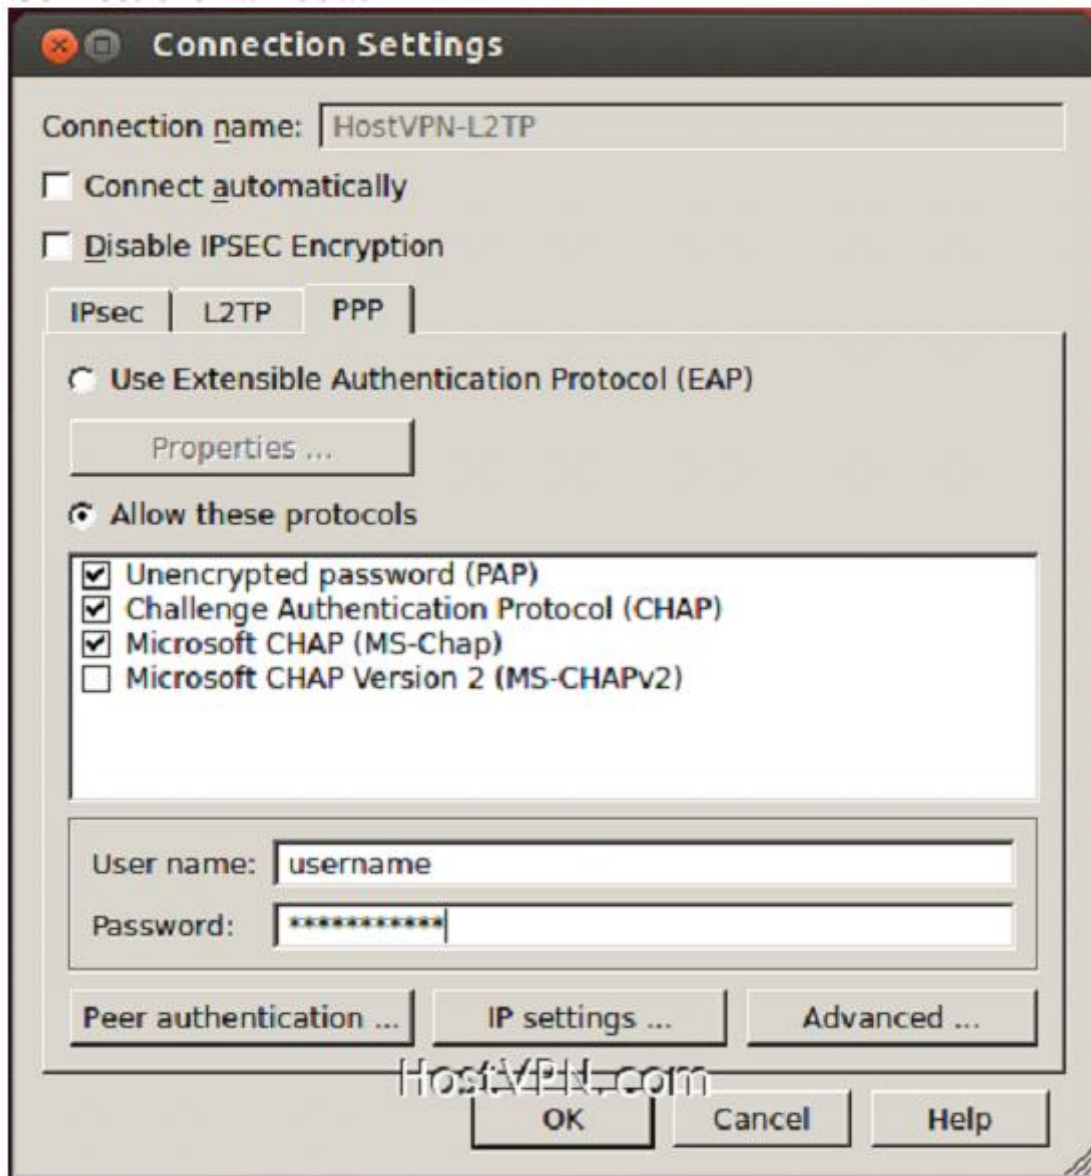 Connection Settings
Connection name: HostVPN-L2TP
Connect automatically
Disable IPSEC Encryption
IPsec L2TP PPP
Use Extensible Authentication Protocol (EAP)
Properties ...
Allow these protocols
Unencrypted password (PAP)
Challenge Authentication Protocol (CHAP)
Microsoft CHAP (MS-Chap)
Microsoft CHAP Version 2 (MS-CHAPv2)
User name: username
Password: ***********
Peer authentication ... IP settings ... Advanced ...
HostVPN.com
OK Cancel Help